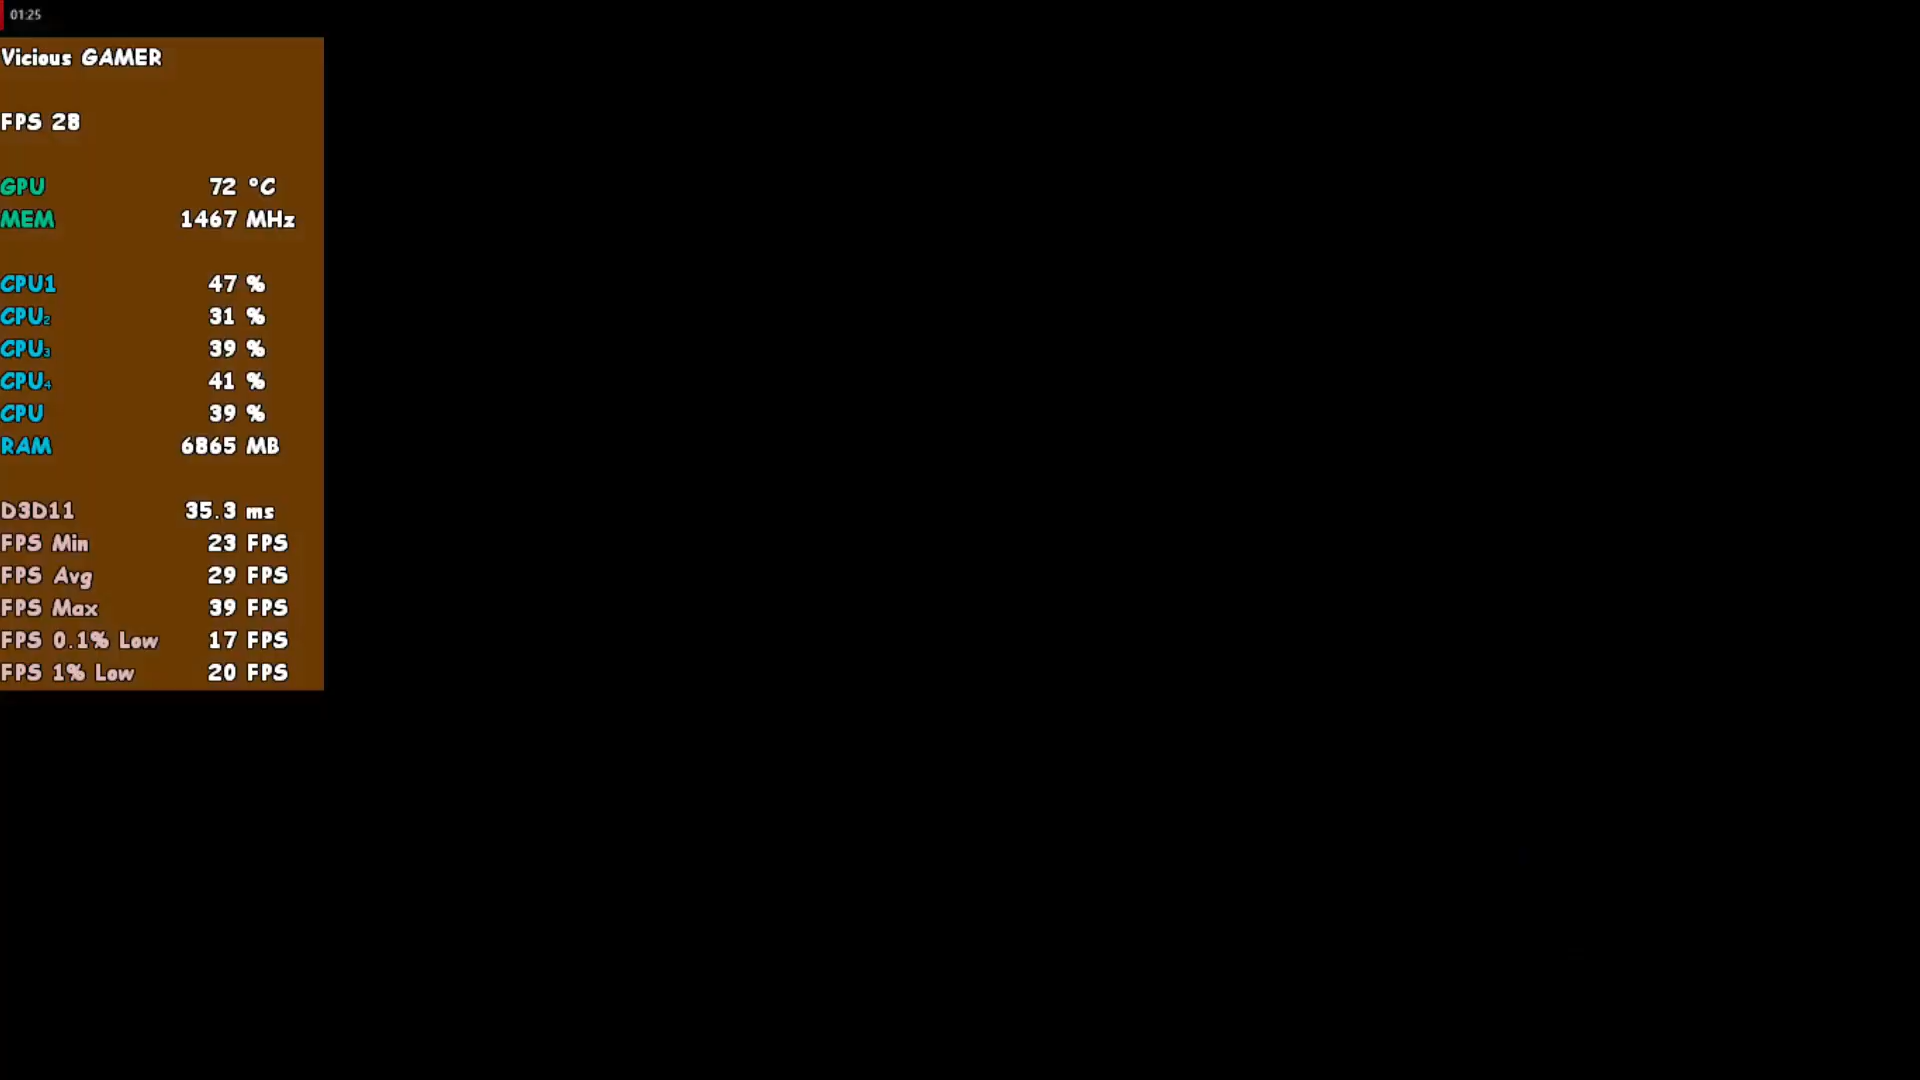 01:25
Vicious GAMER
FPS 28
GPU 72 °C
MEM 1467 MHz
CPU1 47 %
CPU₂ 31 %
CPU₃ 39 %
CPU₄ 41 %
CPU 39 %
RAM 6865 MB
D3D11 35.3 ms
FPS Min 23 FPS
FPS Avg 29 FPS
FPS Max 39 FPS
FPS 0.1% Low 17 FPS
FPS 1% Low 20 FPS